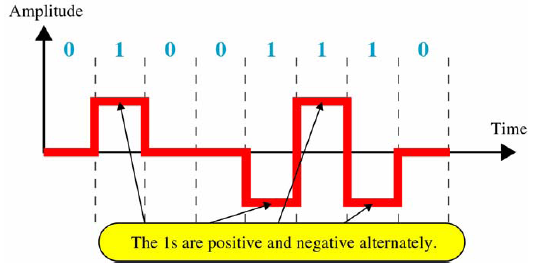 Amplitude
0 1 0 0 1 1 1 0
Time
The 1s are positive and negative alternately.